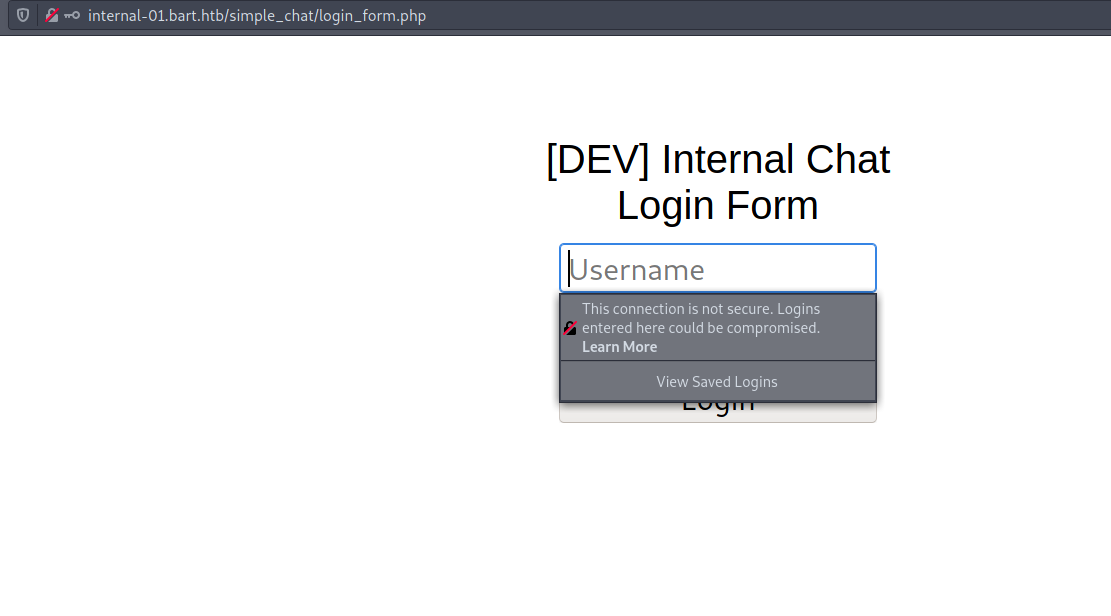 internal-01.bart.htb/simple_chat/login_form.php
[DEV] Internal Chat
Login Form
Username
This connection is not secure. Logins
entered here could be compromised.
Learn More
View Saved Logins
Login